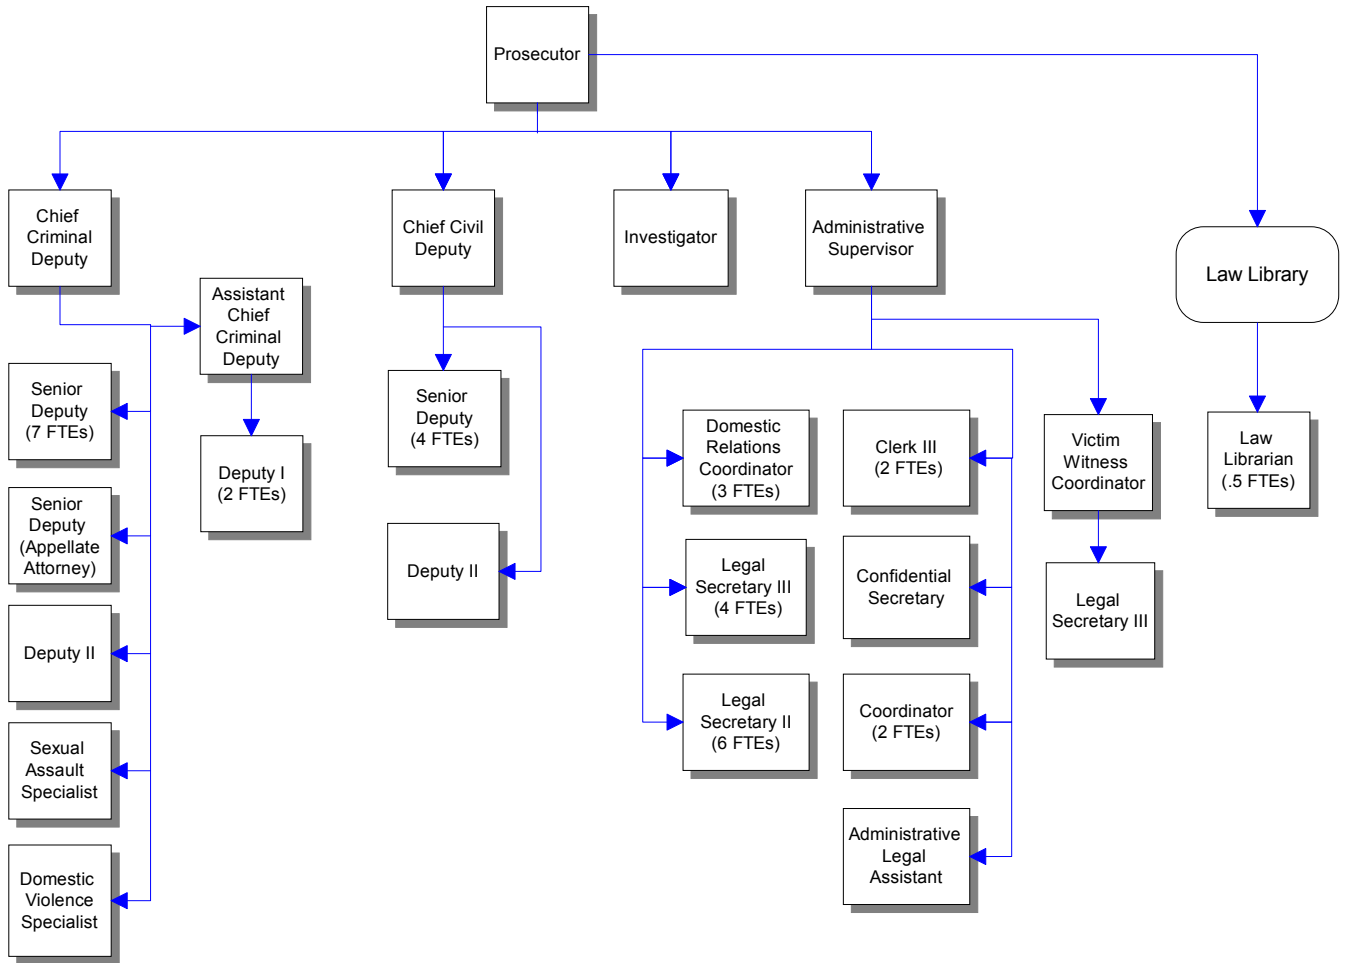 Prosecutor
Chief
Criminal
Deputy
Chief Civil
Deputy
Investigator
Administrative
Supervisor
Law Library
Assistant
Chief
Criminal
Deputy
Senior
Deputy
(7 FTEs)
Senior
Deputy
(4 FTEs)
Domestic
Relations
Coordinator
(3 FTEs)
Clerk III
(2 FTEs)
Victim
Witness
Coordinator
Law
Librarian
(.5 FTEs)
Deputy I
(2 FTEs)
Senior
Deputy
(Appellate
Attorney)
Deputy II
Legal
Secretary III
(4 FTEs)
Confidential
Secretary
Legal
Secretary III
Deputy II
Legal
Secretary II
(6 FTEs)
Coordinator
(2 FTEs)
Sexual
Assault
Specialist
Administrative
Legal
Assistant
Domestic
Violence
Specialist